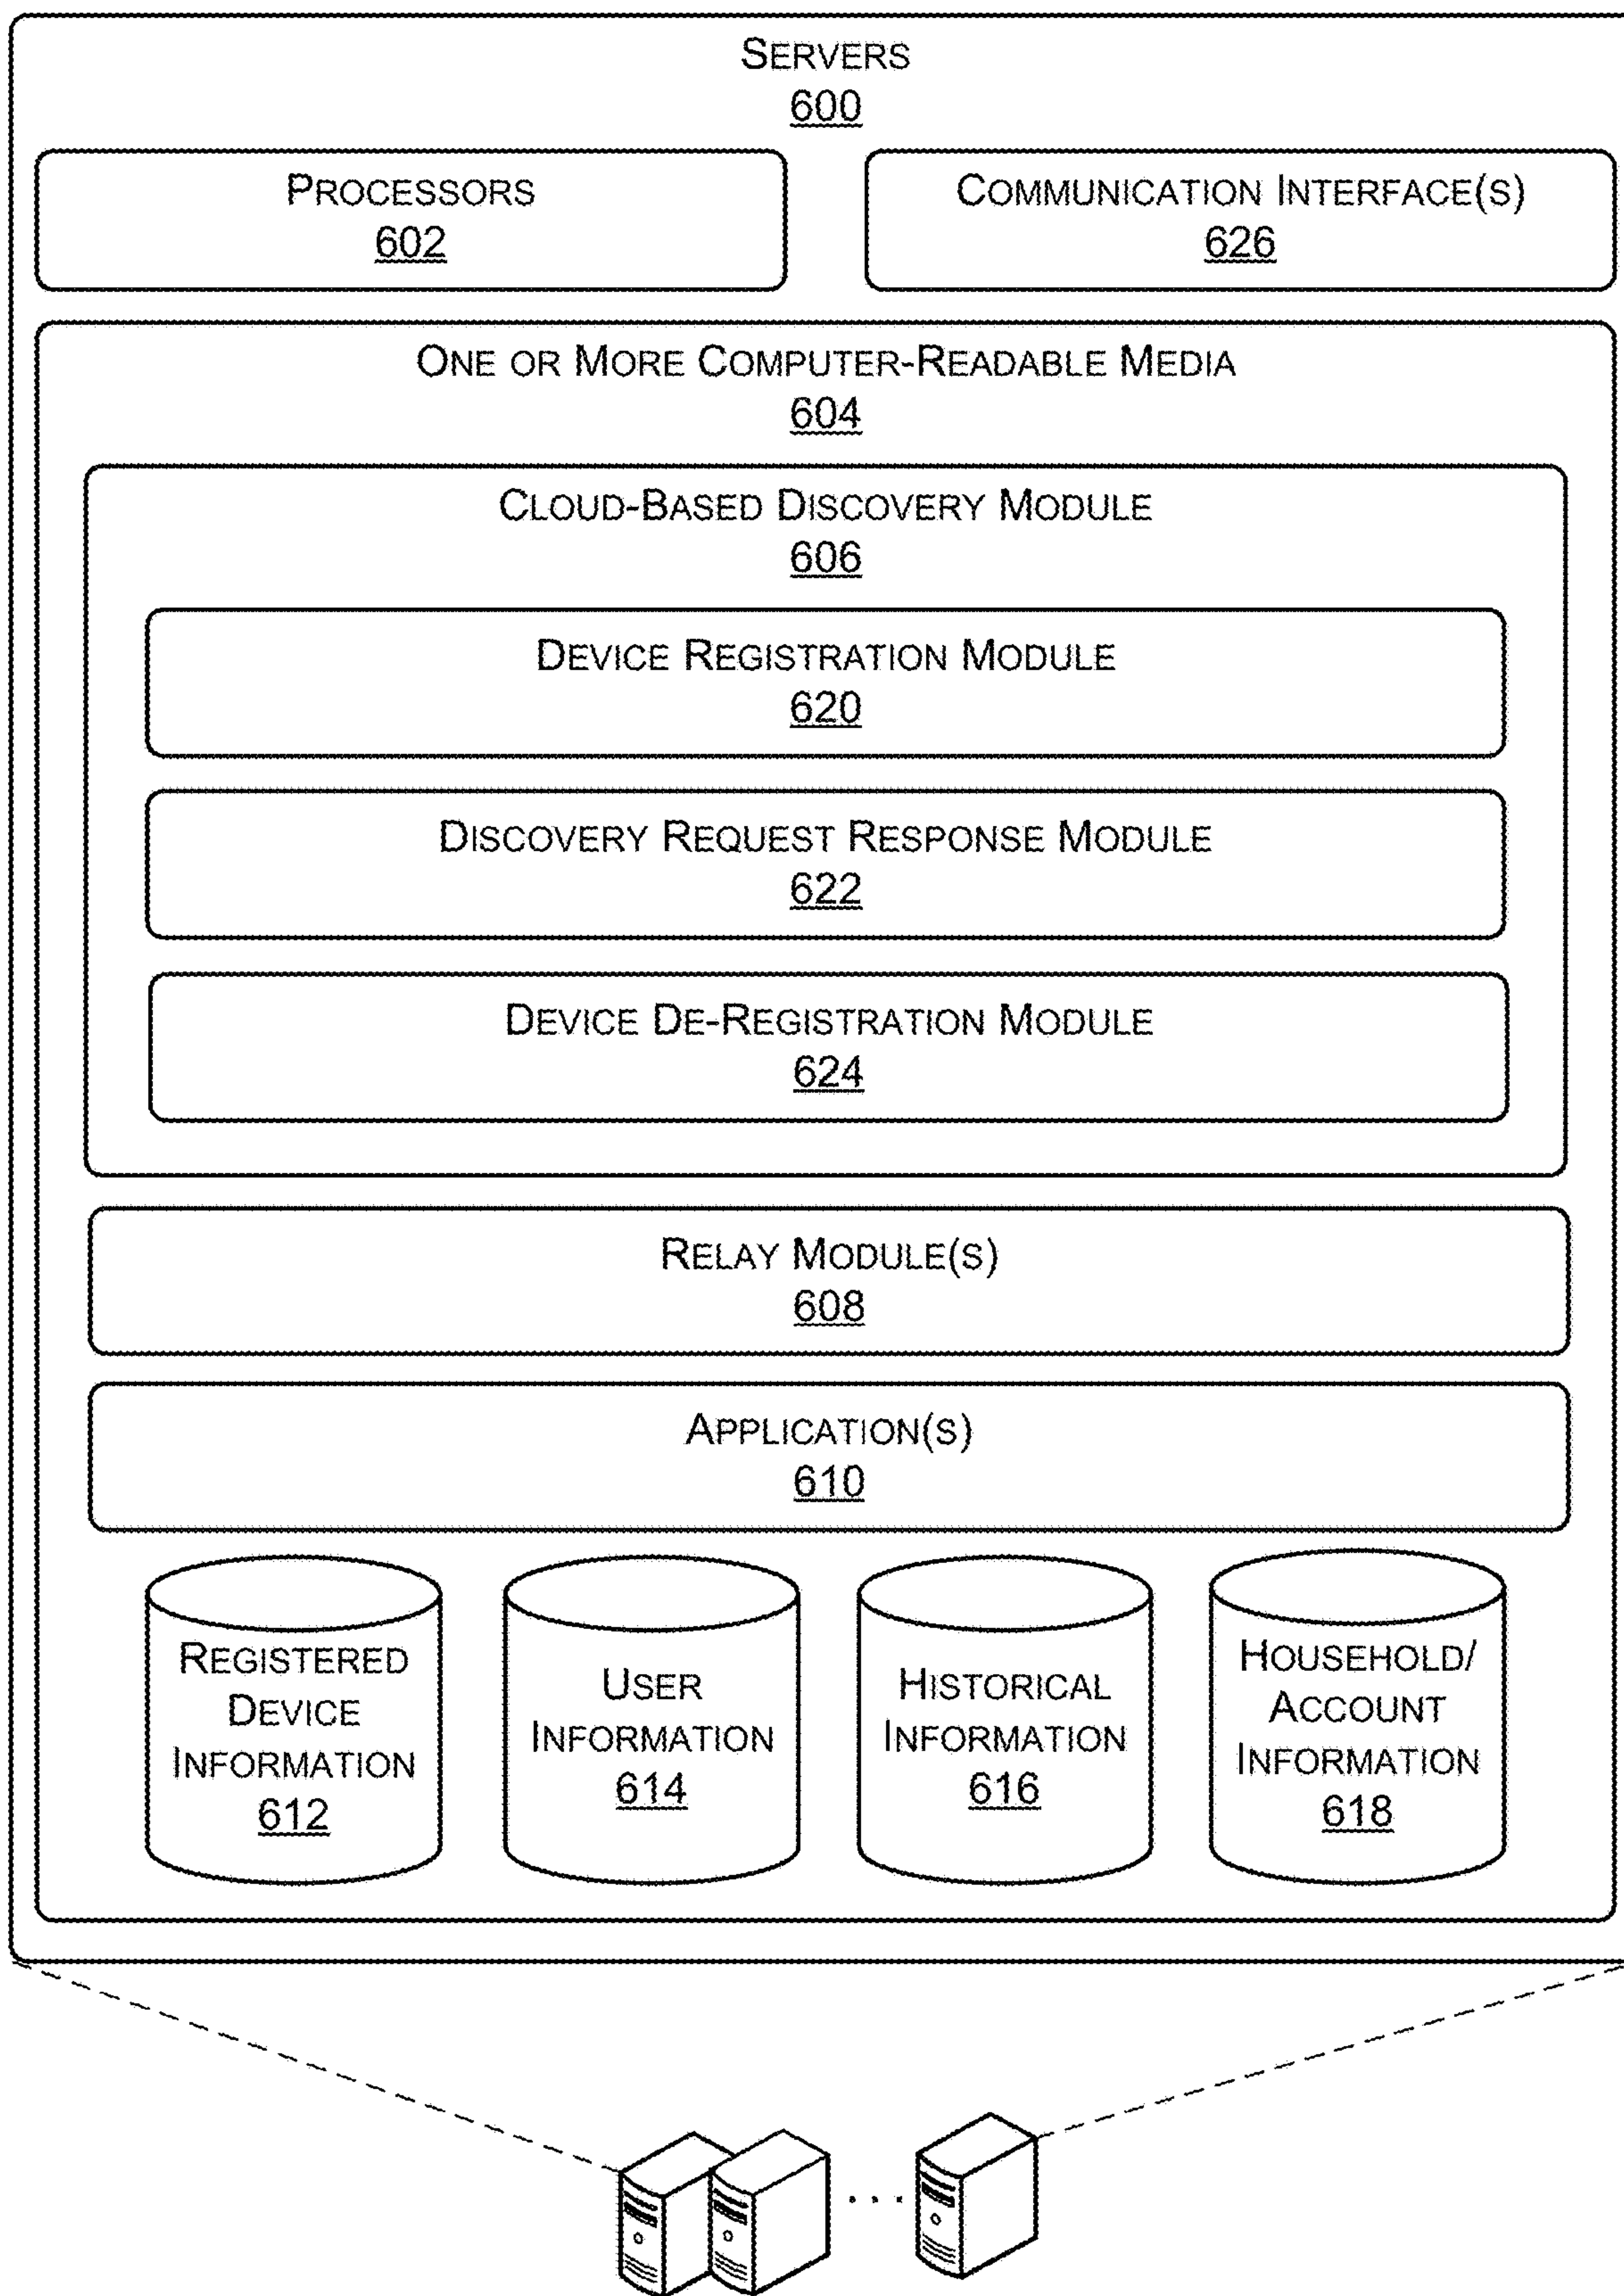 SERVERS
600
PROCESSORS
602
COMMUNICATION INTERFACE(S)
626
ONE OR MORE COMPUTER-READABLE MEDIA
604
CLOUD-BASED DISCOVERY MODULE
606
DEVICE REGISTRATION MODULE
620
DISCOVERY REQUEST RESPONSE MODULE
622
DEVICE DE-REGISTRATION MODULE
624
RELAY MODULE(S)
608
APPLICATION(S)
610
REGISTERED
DEVICE
INFORMATION
612
USER
INFORMATION
614
HISTORICAL
INFORMATION
616
HOUSEHOLD/
ACCOUNT
INFORMATION
618